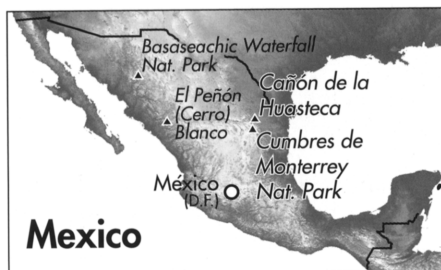 Basaseachic Waterfall
Nat. Park
Cañón de la
Huasteca
El Peñón
(Cerro)
Blanco
Cumbres de
Monterrey
Nat. Park
México
(D.F.)
Mexico